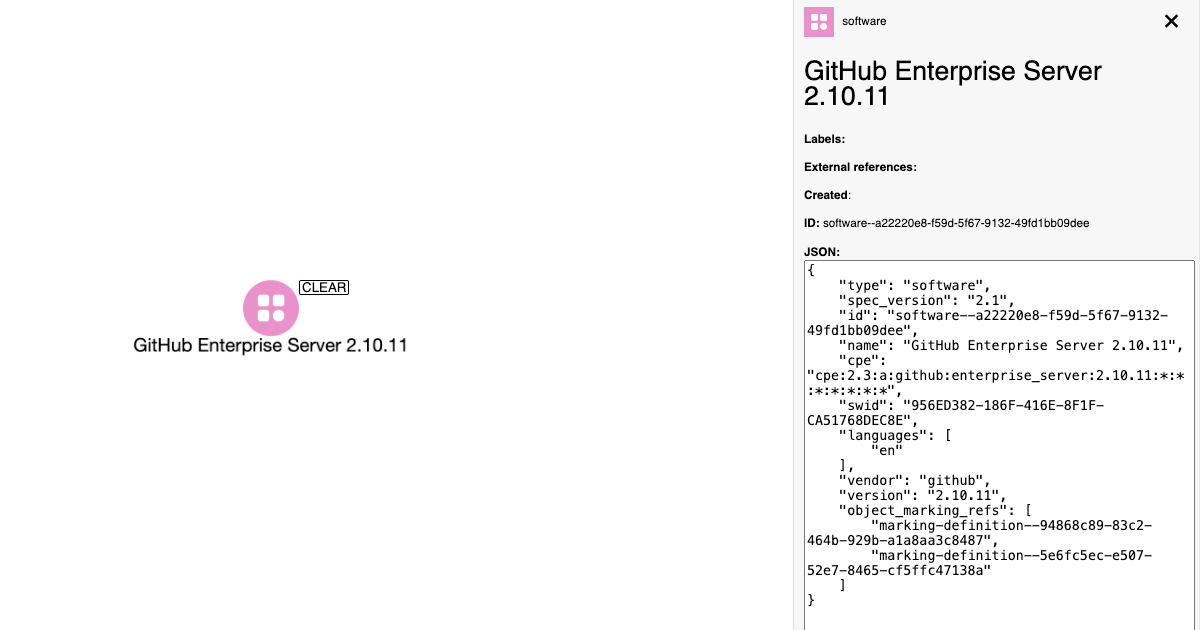 CLEAR
GitHub Enterprise Server 2.10.11
software
GitHub Enterprise Server
2.10.11
Labels:
External references:
Created:
ID: software--a22220e8-f59d-5f67-9132-49fd1bb09dee
JSON:
{
    "type": "software",
    "spec_version": "2.1",
    "id": "software--a22220e8-f59d-5f67-9132-
49fd1bb09dee",
    "name": "GitHub Enterprise Server 2.10.11",
    "cpe":
"cpe:2.3:a:github:enterprise_server:2.10.11:*:*
:*:*:*:*:*",
    "swid": "956ED382-186F-416E-8F1F-
CA51768DEC8E",
    "languages": [
        "en"
    ],
    "vendor": "github",
    "version": "2.10.11",
    "object_marking_refs": [
        "marking-definition--94868c89-83c2-
464b-929b-a1a8aa3c8487",
        "marking-definition--5e6fc5ec-e507-
52e7-8465-cf5ffc47138a"
    ]
}